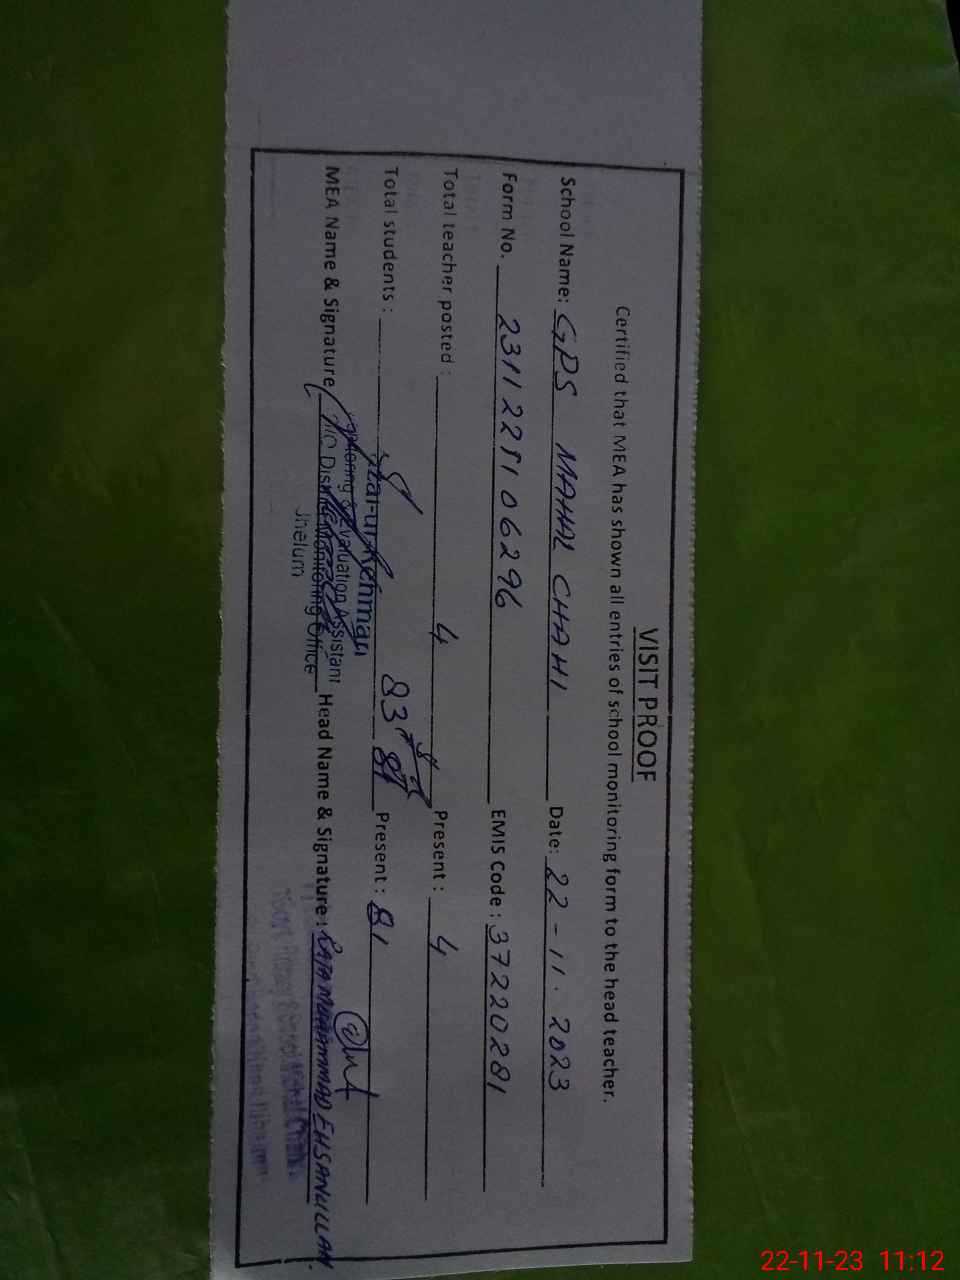 VISIT PROOF
Certified that MEA has shown all entries of school monitoring form to the head teacher.
School Name: GPS MAHAL CHAHI Date: 22-11-2023
Form No. EMIS Code: 37220281
Total teacher posted: 4 Present: 4
Total students: 83 81 Present: 81
MEA Name & Signature Head Name & Signature: RAJA MUHAMMAD EHSANULLAH.
-ur-Rehman
Monitoring & Evaluation Assistant
O/O District Monitoring Office
Jhelum
22-11-23 11:12